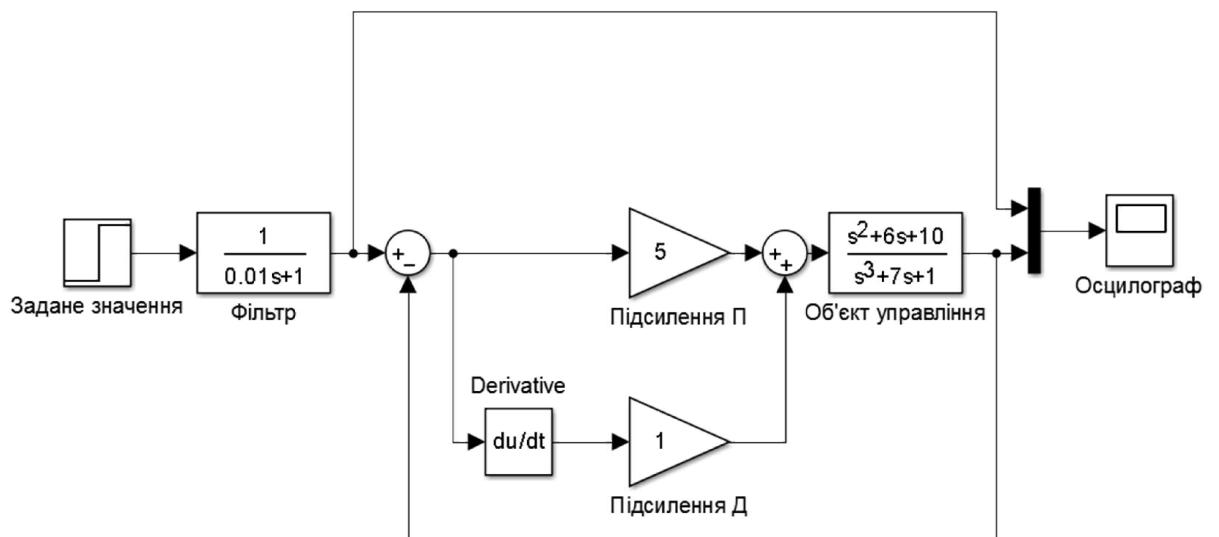 1
0.01s+1
Задане значення
Фільтр
+
−
5
Підсилення П
+
+
s²+6s+10
s³+7s+1
Об'єкт управління
Осцилограф
Derivative
du/dt
1
Підсилення Д